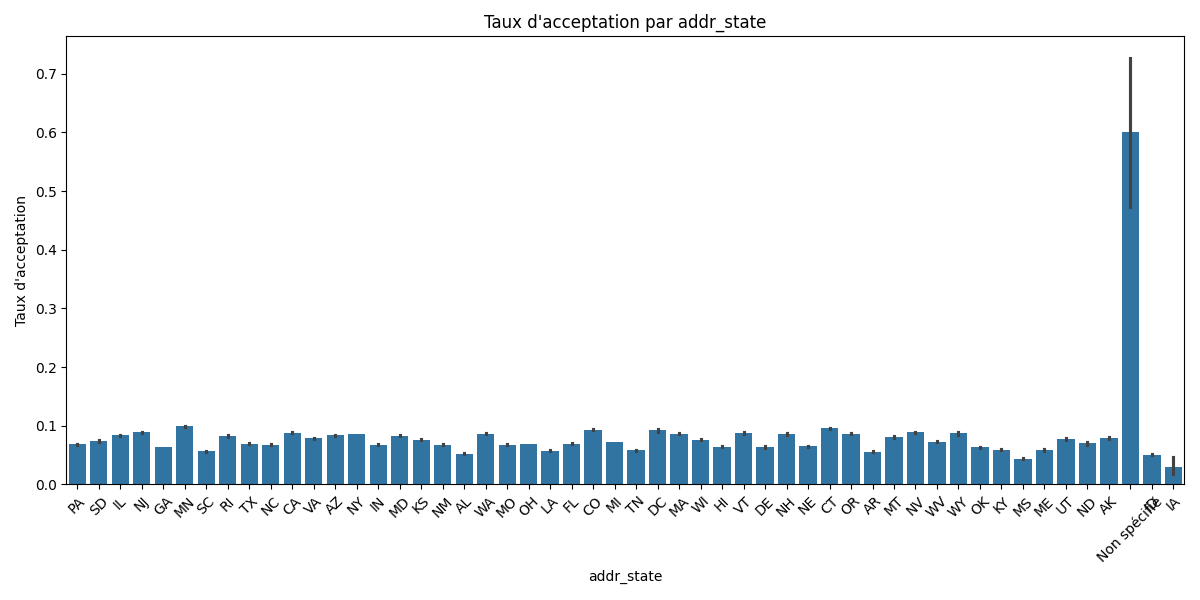 Taux d'acceptation par addr_state
Taux d'acceptation
0.7
0.6
0.5
0.4
0.3
0.2
0.1
0.0
PA SD IL NJ GA MN SC RI TX NC CA VA AZ NY IN MD KS NM AL WA MO OH LA FL CO MI TN DC MA WI HI VT DE NH NE CT OR AR MT NV WV WY OK KY MS ME UT ND AK Non spécifié ID IA
addr_state